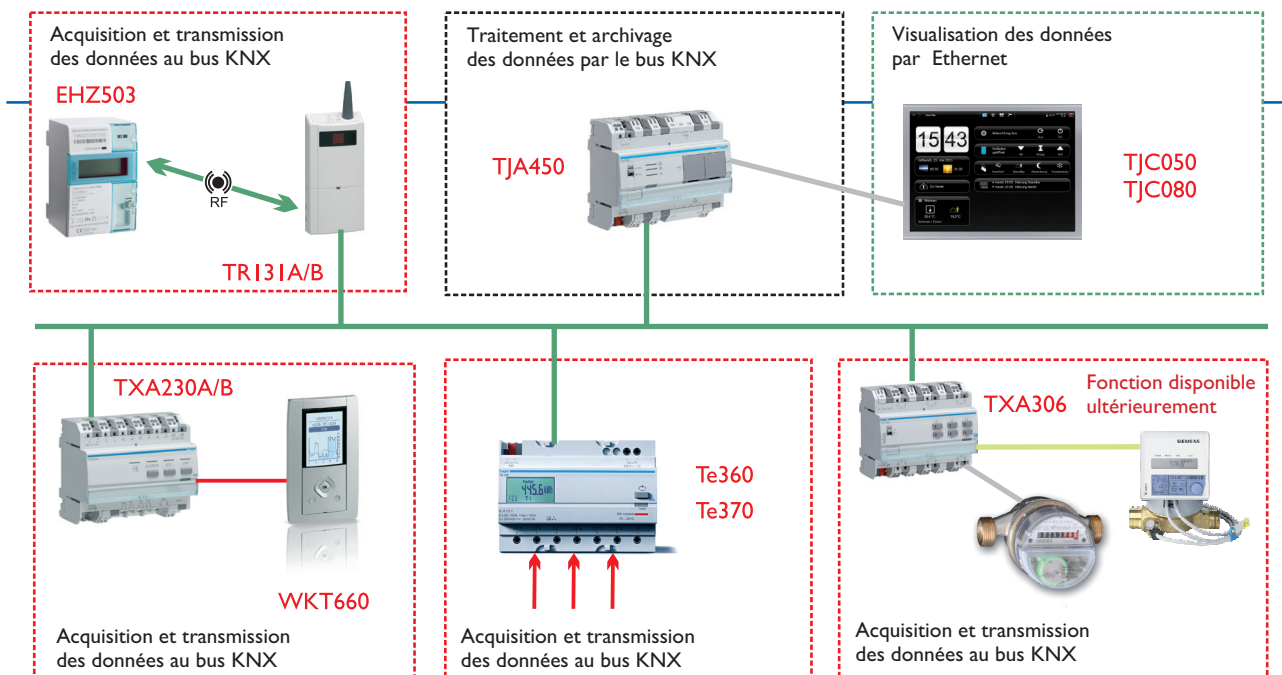 Acquisition et transmission
des données au bus KNX
EHZ503
RF
TR131A/B
Traitement et archivage
des données par le bus KNX
TJA450
Visualisation des données
par Ethernet
15 43
TJC050
TJC080
TXA230A/B
WKT660
Acquisition et transmission
des données au bus KNX
445.6
Te360
Te370
Acquisition et transmission
des données au bus KNX
TXA306
Fonction disponible
ultérieurement
SIEMENS
Acquisition et transmission
des données au bus KNX